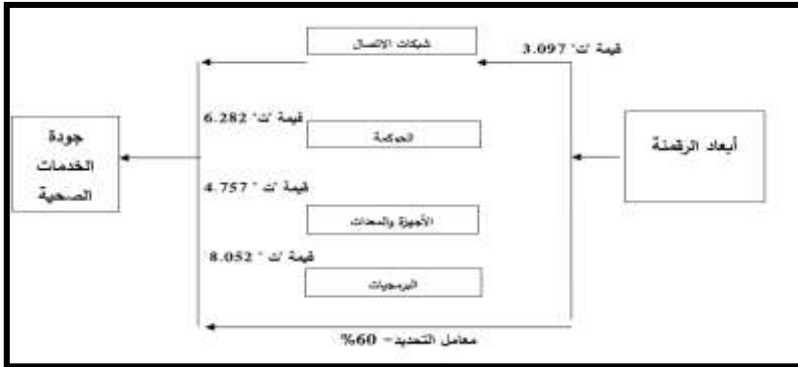 شبكات الاتصال
قيمة "ت" 3.097
قيمة "ت" 6.282
الحوكمة
أبعاد الرقمنة
جودة
الخدمات
الصحية
قيمة "ت" 4.757
الأجهزة والمعدات
قيمة "ت" 8.052
البرمجيات
معامل التحديد= 60%